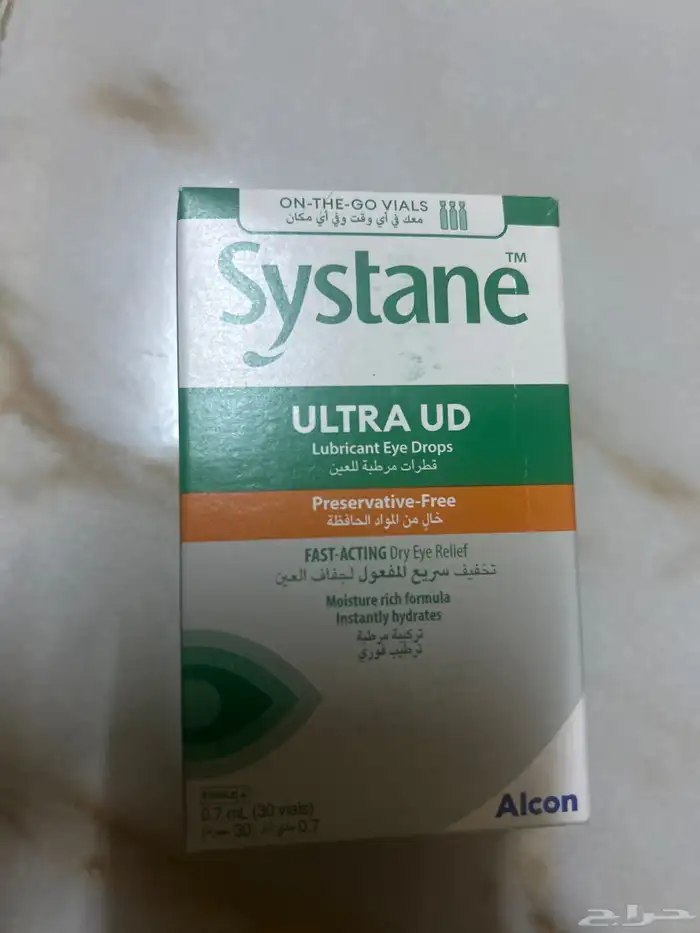 ON-THE-GO VIALS
معك في أي وقت وفي أي مكان
Systane™
ULTRA UD
Lubricant Eye Drops
قطرات مرطبة للعين
Preservative-Free
خالٍ من المواد الحافظة
FAST-ACTING Dry Eye Relief
تخفيف سريع المفعول لجفاف العين
Moisture rich formula
Instantly hydrates
تركيبة مرطبة
ترطيب فوري
0.7 mL (30 vials)
Alcon
حراج